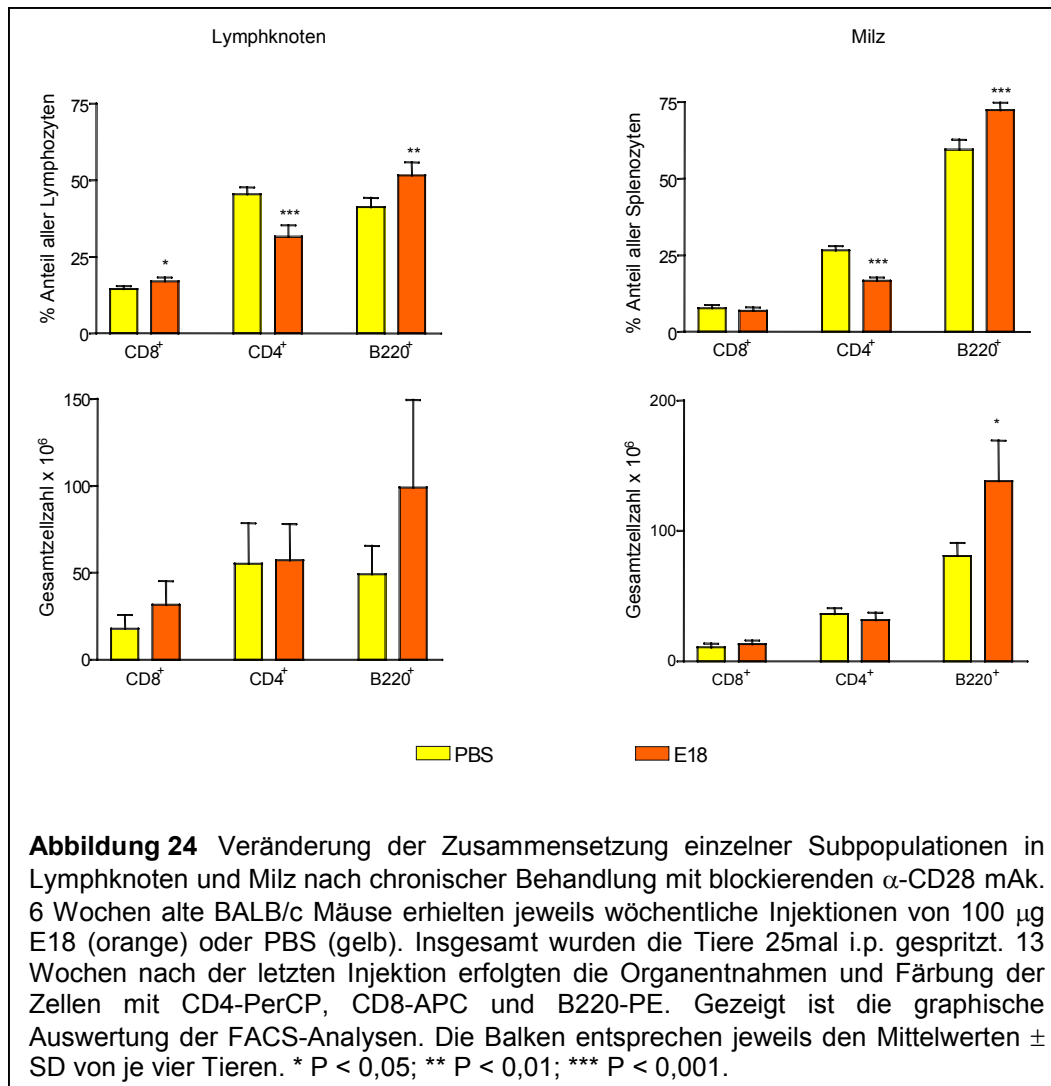 Lymphknoten
Milz
% Anteil aller Lymphozyten
75
50
25
0
*
***
**
CD8⁺
CD4⁺
B220⁺
% Anteil aller Splenozyten
75
50
25
0
***
***
CD8⁺
CD4⁺
B220⁺
Gesamtzellzahl x 10⁶
150
100
50
0
CD8⁺
CD4⁺
B220⁺
Gesamtzellzahl x 10⁶
200
100
0
*
CD8⁺
CD4⁺
B220⁺
PBS
E18
Abbildung 24 Veränderung der Zusammensetzung einzelner Subpopulationen in
Lymphknoten und Milz nach chronischer Behandlung mit blockierenden α-CD28 mAk.
6 Wochen alte BALB/c Mäuse erhielten jeweils wöchentliche Injektionen von 100 µg
E18 (orange) oder PBS (gelb). Insgesamt wurden die Tiere 25mal i.p. gespritzt. 13
Wochen nach der letzten Injektion erfolgten die Organentnahmen und Färbung der
Zellen mit CD4-PerCP, CD8-APC und B220-PE. Gezeigt ist die graphische
Auswertung der FACS-Analysen. Die Balken entsprechen jeweils den Mittelwerten ±
SD von je vier Tieren. * P < 0,05; ** P < 0,01; *** P < 0,001.